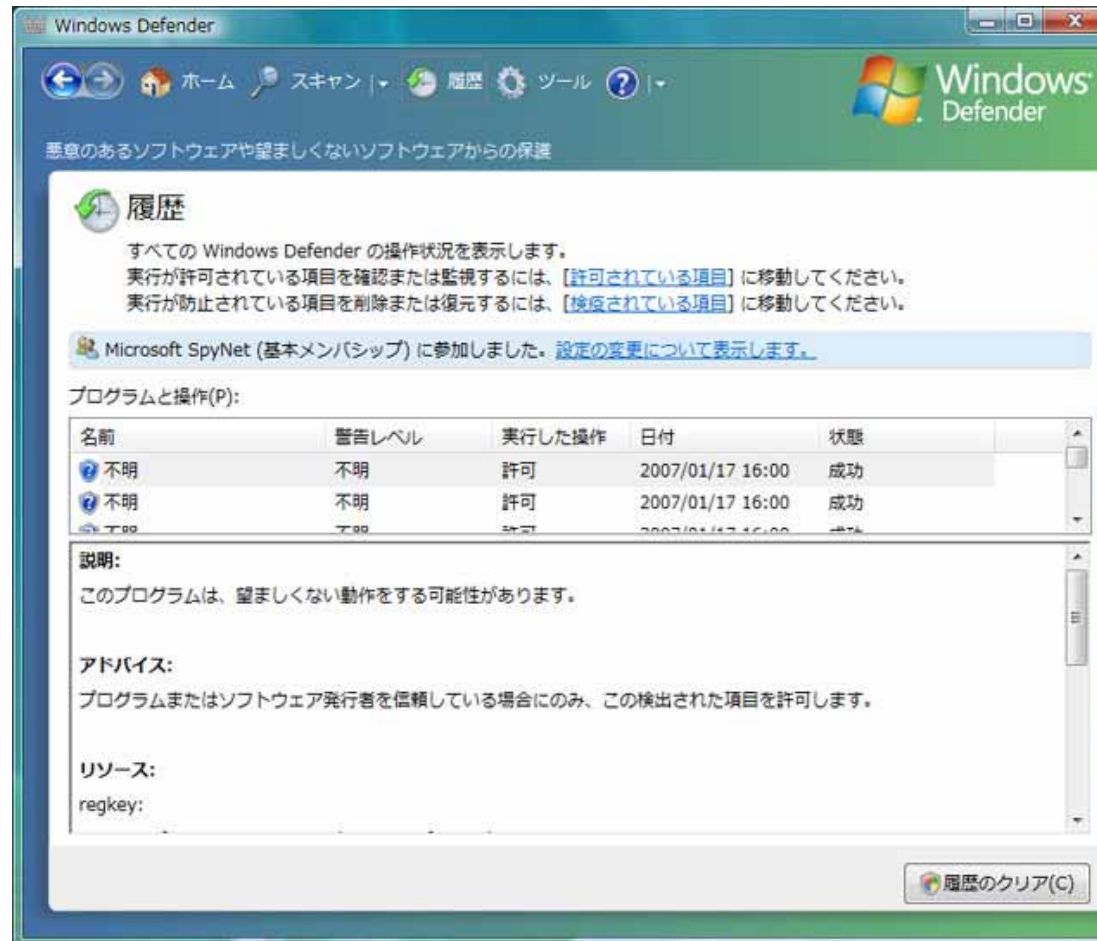 Windows Defender
ホーム スキャン 履歴 ツール
Windows Defender
悪意のあるソフトウェアや望ましくないソフトウェアからの保護
履歴
すべての Windows Defender の操作状況を表示します。
実行が許可されている項目を確認または監視するには、[許可されている項目] に移動してください。
実行が防止されている項目を削除または復元するには、[検疫されている項目] に移動してください。
Microsoft SpyNet (基本メンバシップ) に参加しました。設定の変更について表示します。
プログラムと操作(P):
名前 警告レベル 実行した操作 日付 状態
不明 不明 許可 2007/01/17 16:00 成功
不明 不明 許可 2007/01/17 16:00 成功
説明:
このプログラムは、望ましくない動作をする可能性があります。
アドバイス:
プログラムまたはソフトウェア発行者を信頼している場合にのみ、この検出された項目を許可します。
リソース:
regkey:
履歴のクリア(C)